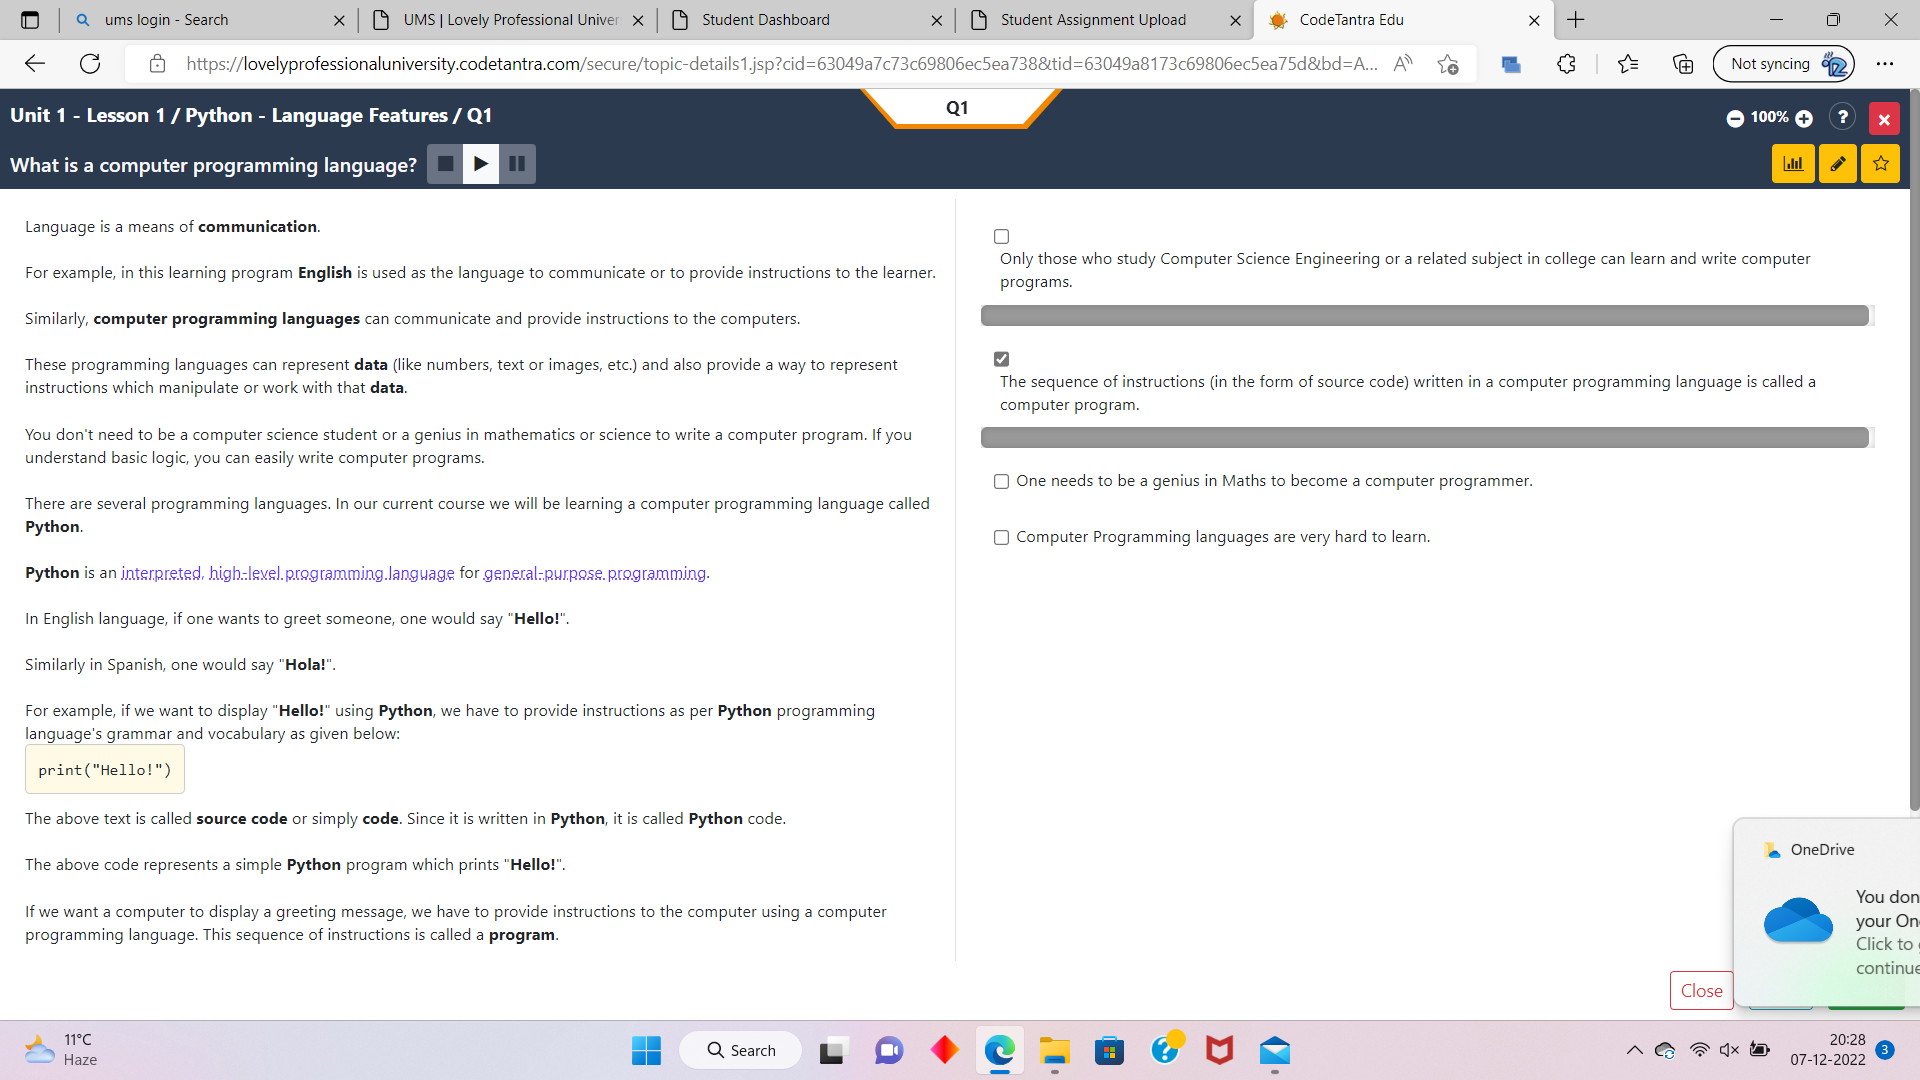 ums login - Search
UMS | Lovely Professional Univer
Student Dashboard
Student Assignment Upload
CodeTantra Edu
https://lovelyprofessionaluniversity.codetantra.com/secure/topic-details1.jsp?cid=63049a7c73c69806ec5ea738&tid=63049a8173c69806ec5ea75d&bd=A...
Not syncing
Unit 1 - Lesson 1 / Python - Language Features / Q1
Q1
100%
?
What is a computer programming language?
Language is a means of communication.
For example, in this learning program English is used as the language to communicate or to provide instructions to the learner.
Similarly, computer programming languages can communicate and provide instructions to the computers.
These programming languages can represent data (like numbers, text or images, etc.) and also provide a way to represent
instructions which manipulate or work with that data.
You don't need to be a computer science student or a genius in mathematics or science to write a computer program. If you
understand basic logic, you can easily write computer programs.
There are several programming languages. In our current course we will be learning a computer programming language called
Python.
Python is an interpreted, high-level programming language for general-purpose programming.
In English language, if one wants to greet someone, one would say "Hello!".
Similarly in Spanish, one would say "Hola!".
For example, if we want to display "Hello!" using Python, we have to provide instructions as per Python programming
language's grammar and vocabulary as given below:
print("Hello!")
The above text is called source code or simply code. Since it is written in Python, it is called Python code.
The above code represents a simple Python program which prints "Hello!".
If we want a computer to display a greeting message, we have to provide instructions to the computer using a computer
programming language. This sequence of instructions is called a program.
Only those who study Computer Science Engineering or a related subject in college can learn and write computer
programs.
The sequence of instructions (in the form of source code) written in a computer programming language is called a
computer program.
One needs to be a genius in Maths to become a computer programmer.
Computer Programming languages are very hard to learn.
OneDrive
You don
your On
Click to
continue
Close
11°C
Haze
Search
20:28
07-12-2022
3